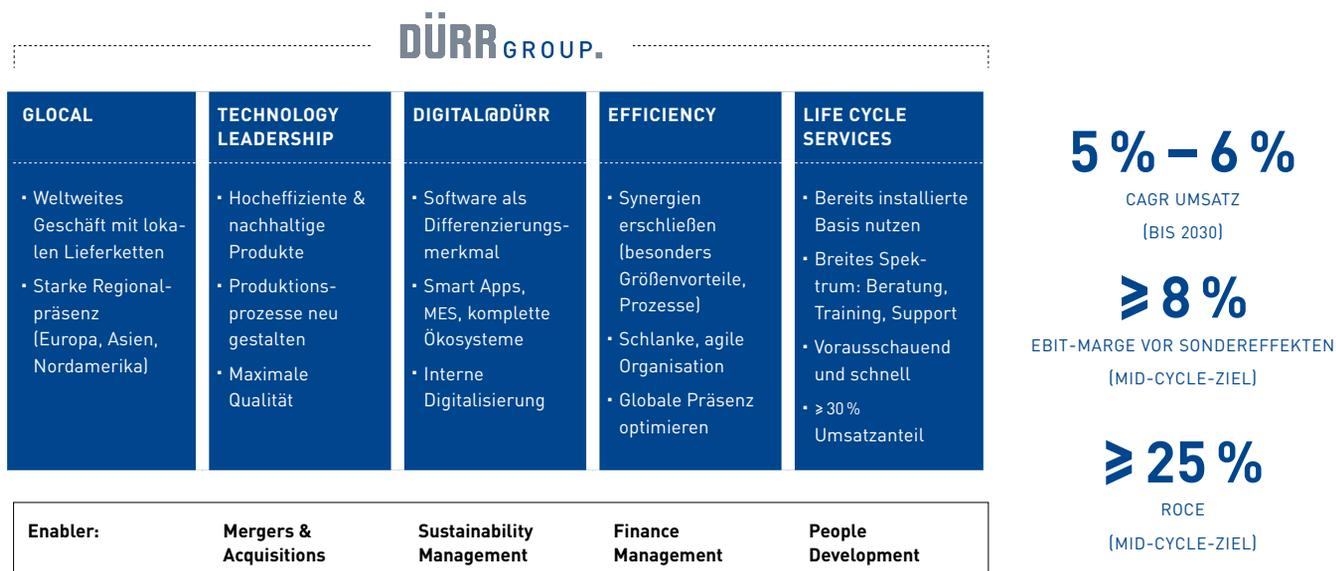 DÜRR GROUP.
GLOCAL
▪ Weltweites
Geschäft mit loka-
len Lieferketten
▪ Starke Regional-
präsenz
(Europa, Asien,
Nordamerika)
TECHNOLOGY
LEADERSHIP
▪ Hocheffiziente &
nachhaltige
Produkte
▪ Produktions-
prozesse neu
gestalten
▪ Maximale
Qualität
DIGITAL@DÜRR
▪ Software als
Differenzierungs-
merkmal
▪ Smart Apps,
MES, komplette
Ökosysteme
▪ Interne
Digitalisierung
EFFICIENCY
▪ Synergien
erschließen
(besonders
Größenvorteile,
Prozesse)
▪ Schlanke, agile
Organisation
▪ Globale Präsenz
optimieren
LIFE CYCLE
SERVICES
▪ Bereits installierte
Basis nutzen
▪ Breites Spek-
trum: Beratung,
Training, Support
▪ Vorausschauend
und schnell
▪ ≥ 30 %
Umsatzanteil
Enabler:
Mergers &
Acquisitions
Sustainability
Management
Finance
Management
People
Development
5 % – 6 %
CAGR UMSATZ
(BIS 2030)
≥ 8 %
EBIT-MARGE VOR SONDEREFFEKTEN
(MID-CYCLE-ZIEL)
≥ 25 %
ROCE
(MID-CYCLE-ZIEL)